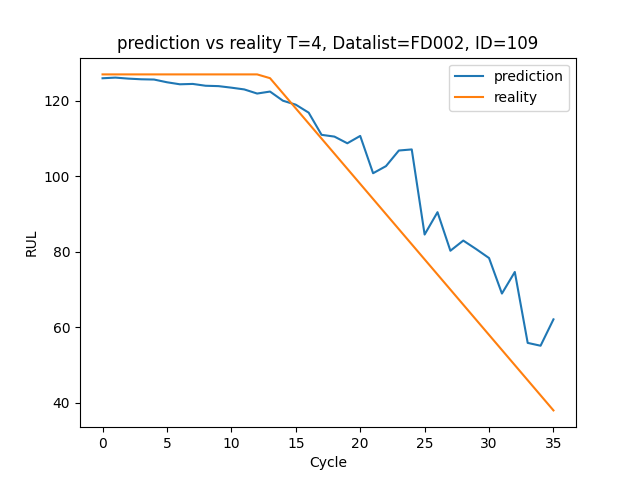 prediction vs reality T=4, Datalist=FD002, ID=109
prediction
reality
120
100
80
60
40
RUL
0 5 10 15 20 25 30 35
Cycle